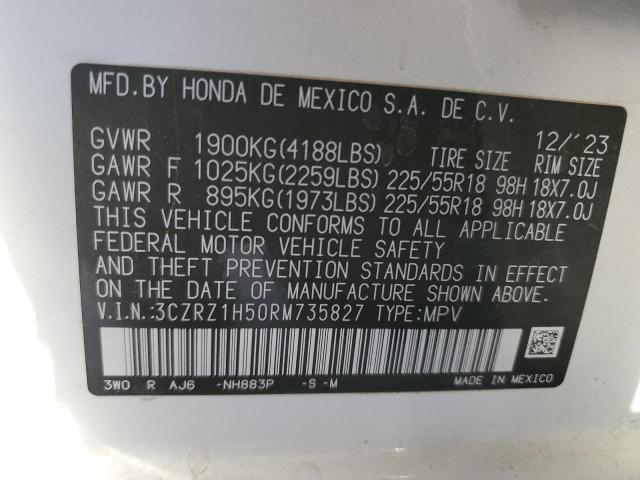 MFD.BY HONDA DE MEXICO S.A. DE C.V.
12/'23
GVWR 1900KG(4188LBS) TIRE SIZE RIM SIZE
GAWR F 1025KG(2259LBS) 225/55R18 98H 18X7.0J
GAWR R 895KG(1973LBS) 225/55R18 98H 18X7.0J
THIS VEHICLE CONFORMS TO ALL APPLICABLE
FEDERAL MOTOR VEHICLE SAFETY
AND THEFT PREVENTION STANDARDS IN EFFECT
ON THE DATE OF MANUFACTURE SHOWN ABOVE.
V.I.N.:3CZRZ1H50RM735827 TYPE:MPV
3W0 R AJ6 -NH883P -S -M MADE IN MEXICO